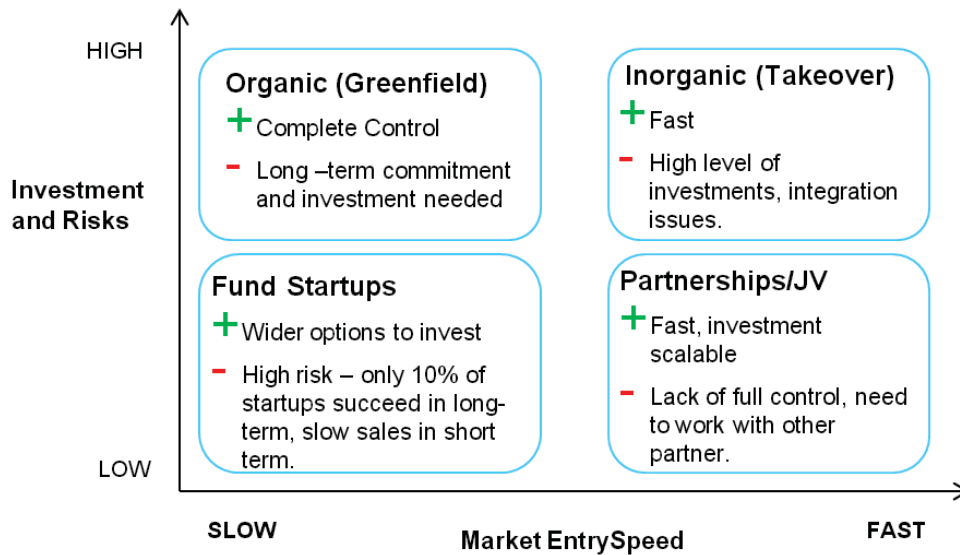 HIGH
Investment
and Risks
LOW
Organic (Greenfield)
+ Complete Control
- Long –term commitment
and investment needed
Inorganic (Takeover)
+ Fast
- High level of
investments, integration
issues.
Fund Startups
+ Wider options to invest
- High risk – only 10% of
startups succeed in long-
term, slow sales in short
term.
Partnerships/JV
+ Fast, investment
scalable
- Lack of full control, need
to work with other
partner.
SLOW
Market EntrySpeed
FAST